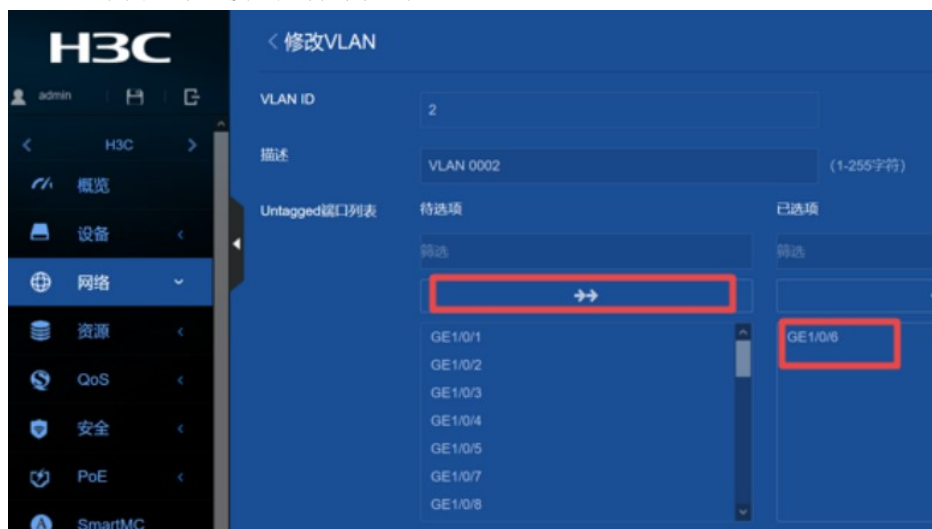 H3C
admin
H3C
概览
设备
网络
资源
QoS
安全
PoE
SmartMC
修改VLAN
VLAN ID
2
描述
VLAN 0002
(1-255字符)
Untagged端口列表
待选项
已选项
筛选
筛选
GE1/0/1
GE1/0/2
GE1/0/3
GE1/0/4
GE1/0/5
GE1/0/7
GE1/0/8
GE1/0/6